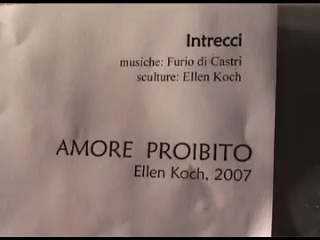 Intrecci
musiche: Furio di Castri
sculture: Ellen Koch
AMORE PROIBITO
Ellen Koch, 2007